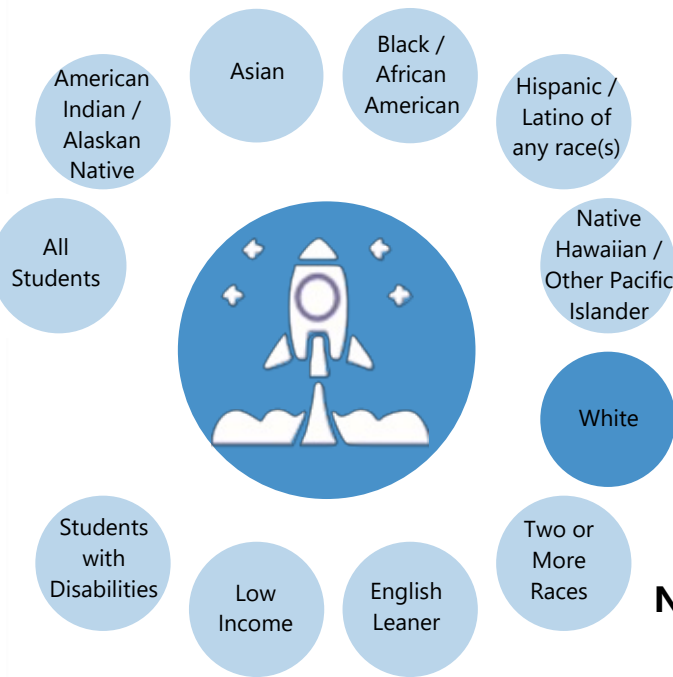 All
Students
American
Indian /
Alaskan
Native
Asian
Black /
African
American
Hispanic /
Latino of
any race(s)
Native
Hawaiian /
Other Pacific
Islander
White
Two or
More
Races
English
Leaner
Low
Income
Students
with
Disabilities
N